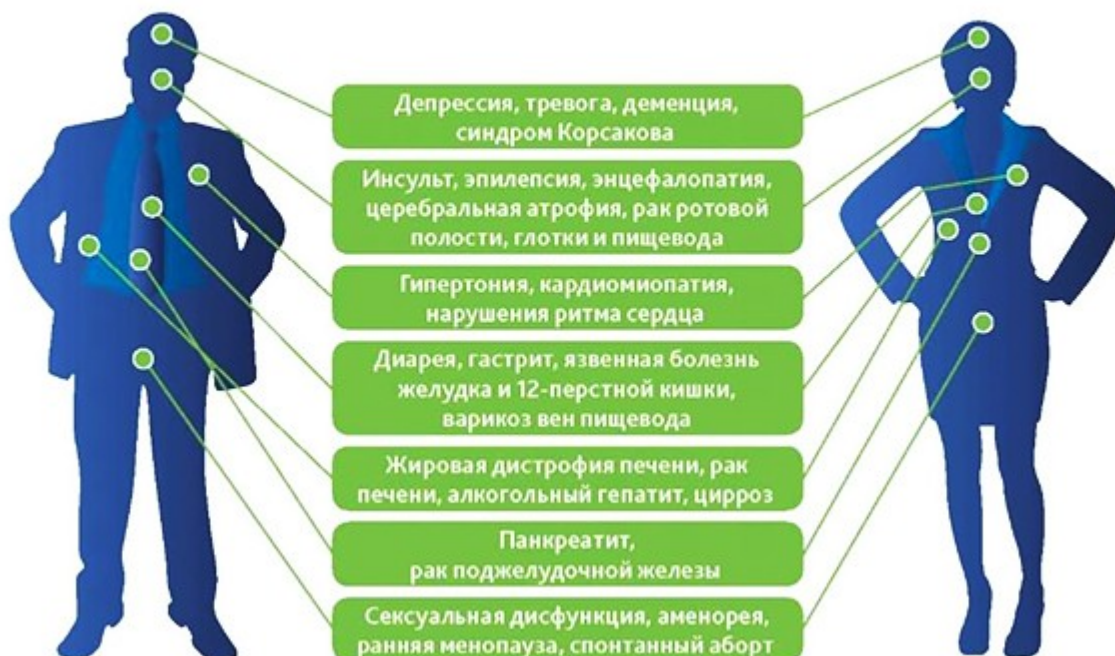 Депрессия, тревога, деменция,
синдром Корсакова
Инсульт, эпилепсия, энцефалопатия,
церебральная атрофия, рак ротовой
полости, глотки и пищевода
Гипертония, кардиомиопатия,
нарушения ритма сердца
Диарея, гастрит, язвенная болезнь
желудка и 12-перстной кишки,
варикоз вен пищевода
Жировая дистрофия печени, рак
печени, алкогольный гепатит, цирроз
Панкреатит,
рак поджелудочной железы
Сексуальная дисфункция, аменорея,
ранняя менопауза, спонтанный аборт